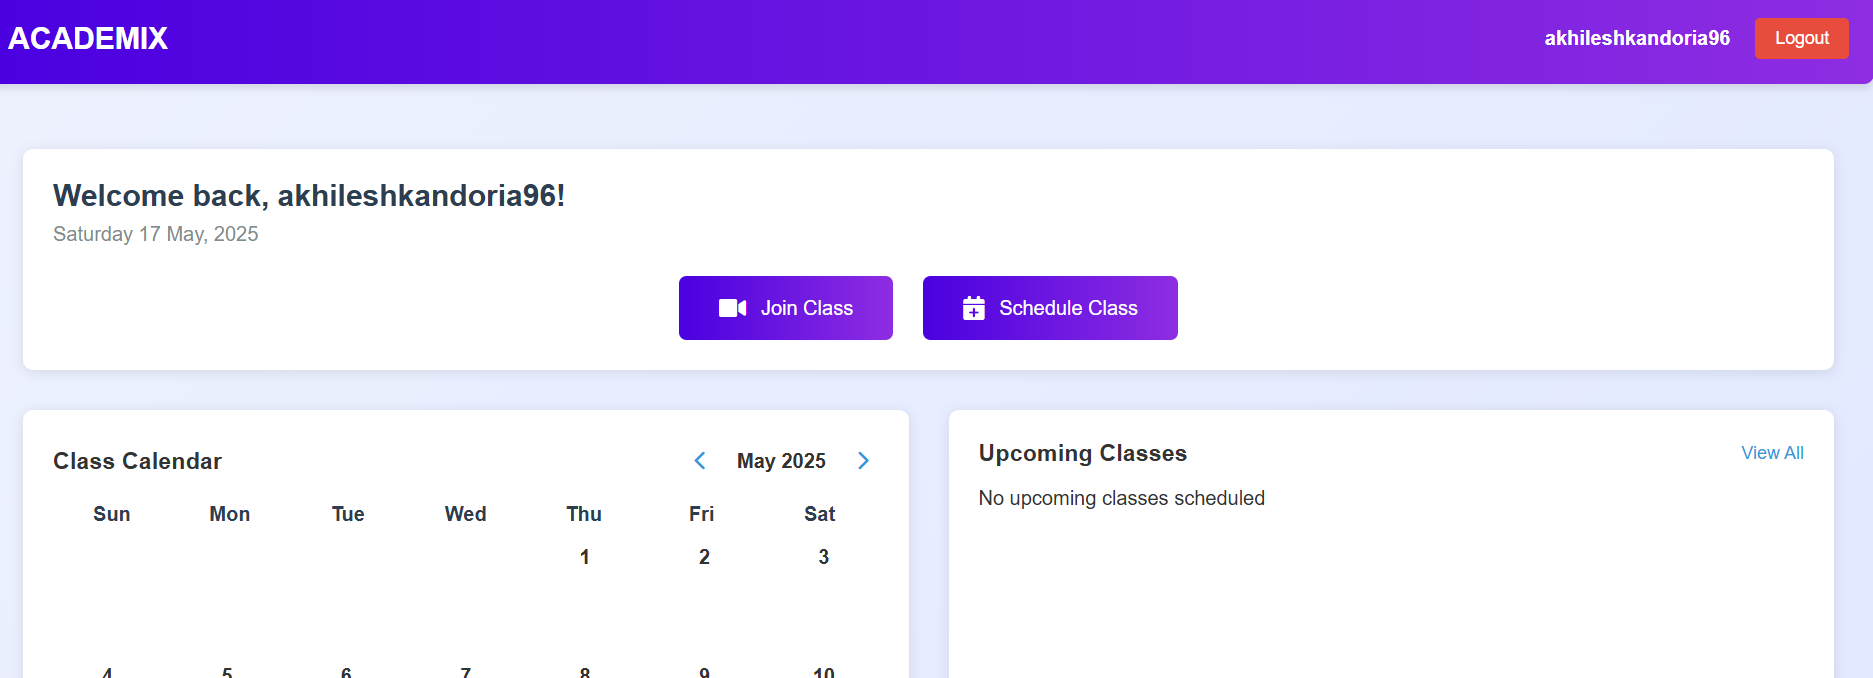 ACADEMIX
akhileshkandoria96
Logout
Welcome back, akhileshkandoria96!
Saturday 17 May, 2025
Join Class
Schedule Class
Class Calendar
May 2025
Sun Mon Tue Wed Thu Fri Sat
1 2 3
4 5 6 7 8 9 10
Upcoming Classes
View All
No upcoming classes scheduled